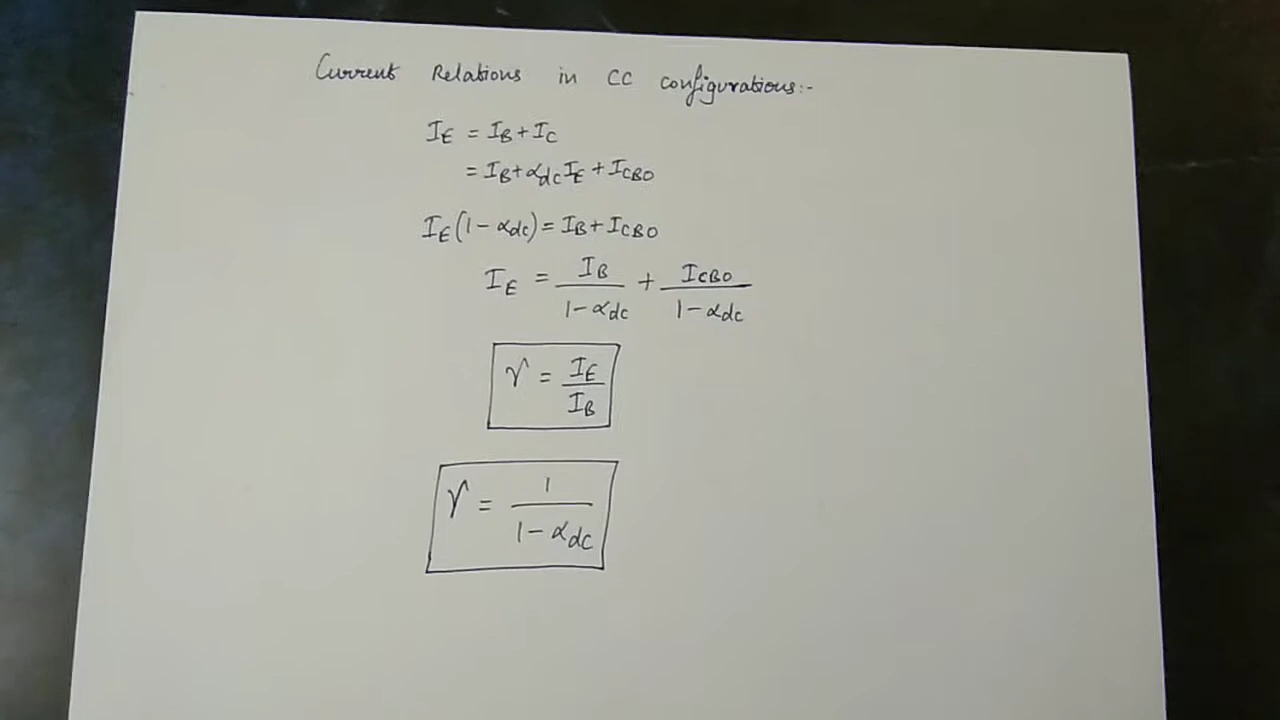 Current Relations in CC configurations:-
I_E = I_B + I_C
= I_B + α_dc I_E + I_CBO
I_E (1 - α_dc) = I_B + I_CBO
I_E = I_B / (1 - α_dc) + I_CBO / (1 - α_dc)
γ = I_E / I_B
γ = 1 / (1 - α_dc)